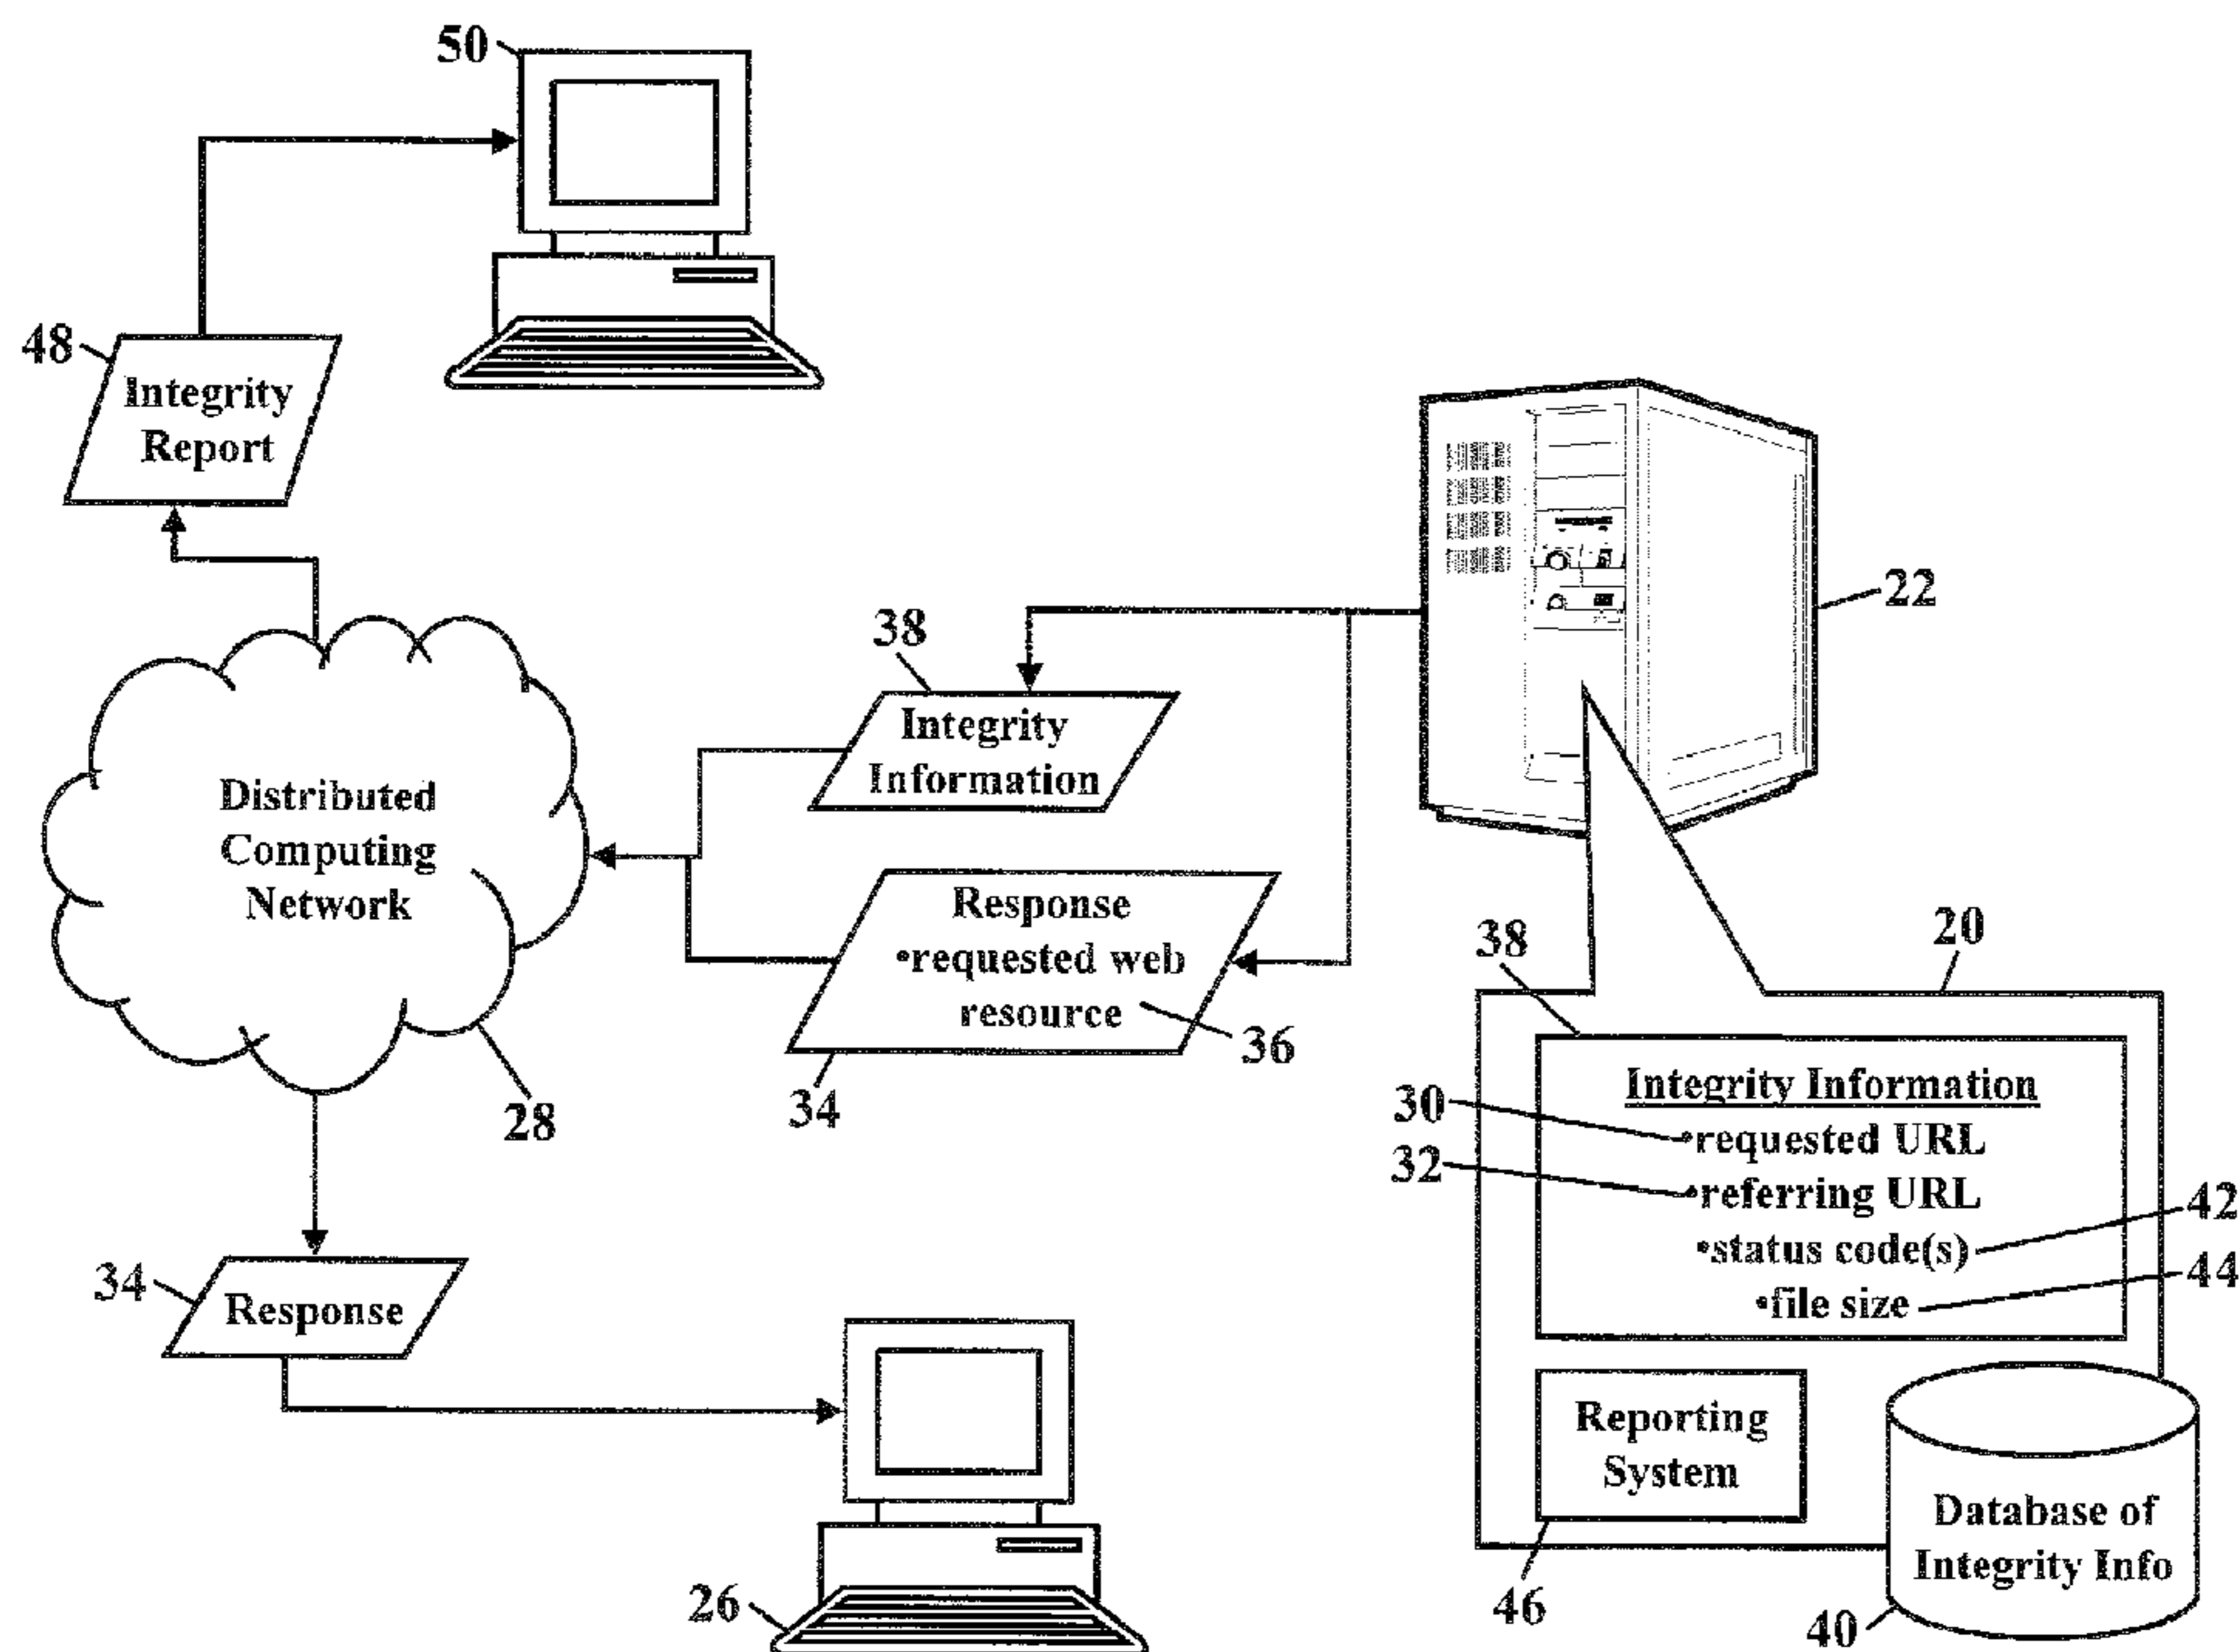 50
48
Integrity
Report
22
38
Integrity
Information
Distributed
Computing
Network
Response
•requested web
resource
36
34
28
20
38
Integrity Information
30
•requested URL
32
•referring URL
•status code(s)
42
•file size
44
34
Response
Reporting
System
46
Database of
Integrity Info
40
26